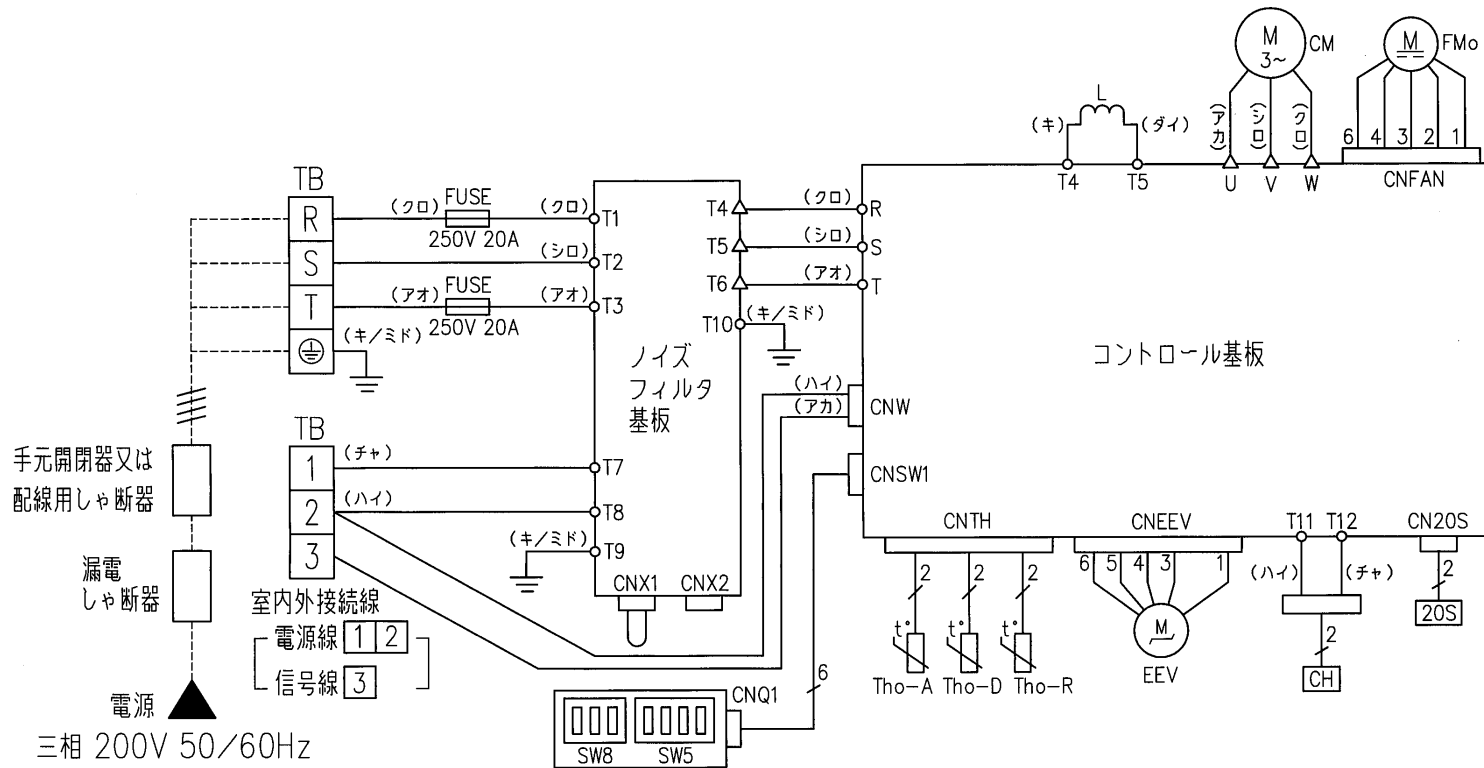 M
3~
CM
M
FMo
L
(キ)
(ダイ)
(アカ)
(シロ)
(クロ)
6 4 3 2 1
T4 T5 U V W CNFAN
TB
R
S
T
(クロ) FUSE (クロ)
250V 20A
(シロ)
(アオ) FUSE (アオ)
250V 20A
(キ/ミド)
T1
T2
T3
T4
T5
T6
T10
(クロ)
(シロ)
(アオ)
(キ/ミド)
R
S
T
ノイズ
フィルタ
基板
コントロール基板
(ハイ)
(アカ)
CNW
CNSW1
手元開閉器又は
配線用しゃ断器
漏電
しゃ断器
電源
三相 200V 50/60Hz
TB
1
2
3
(チャ)
(ハイ)
(キ/ミド)
T7
T8
T9
CNX1 CNX2
室内外接続線
電源線 1 2
信号線 3
CNQ1
SW8 SW5
6
CNTH
2 2 2
t° t° t°
Tho-A Tho-D Tho-R
CNEEV
6 5 4 3 1
M
EEV
T11 T12
(ハイ) (チャ)
2
CH
CN20S
2
20S